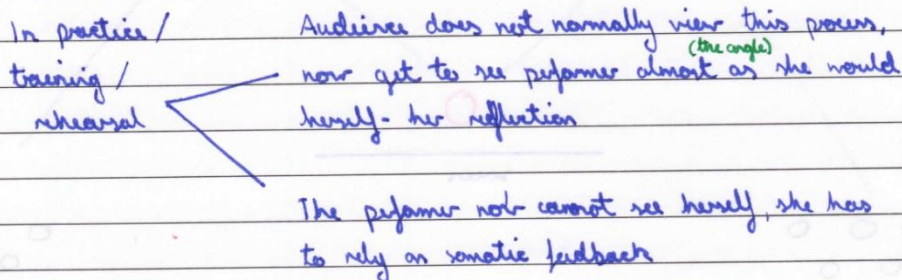 In practice /
training /
rehearsal
Audience does not normally view this process,
(the angle)
now get to see performer almost as she would
herself - her reflection
The performer now cannot see herself, she has
to rely on somatic feedback